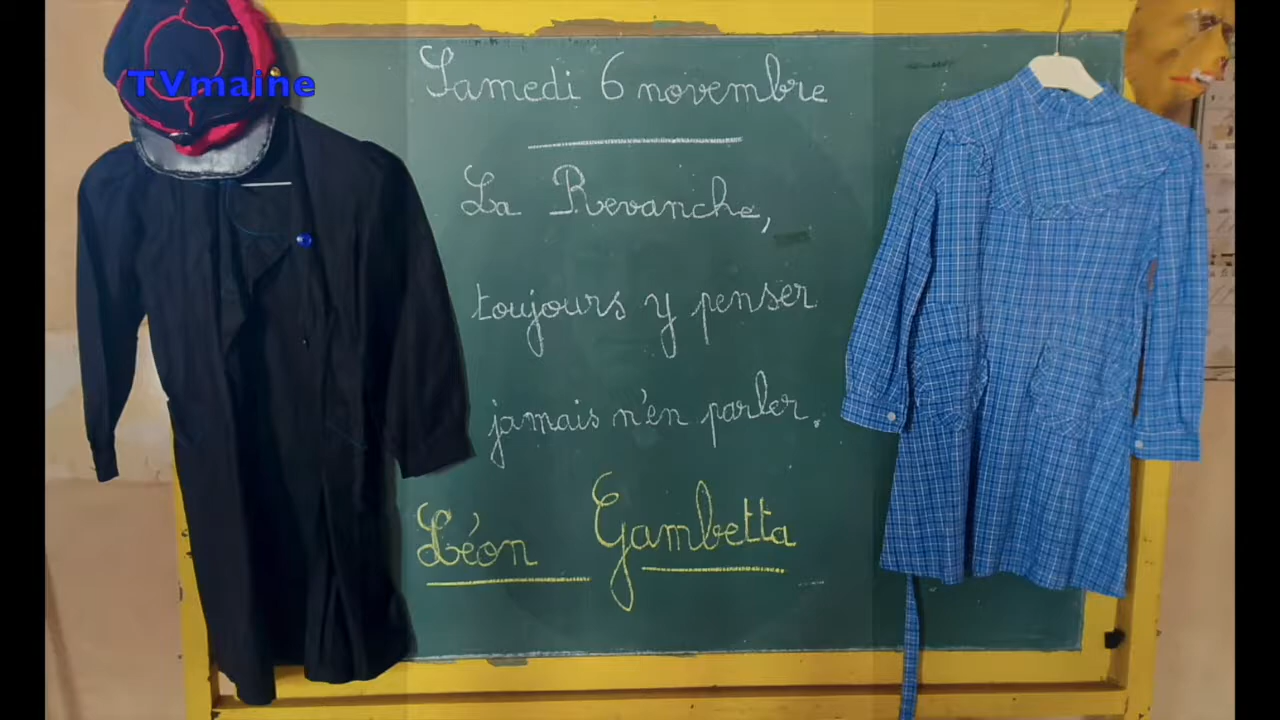 TVmaine
Samedi 6 novembre
La Revanche,
toujours y penser
jamais n'en parler.
Léon Gambetta